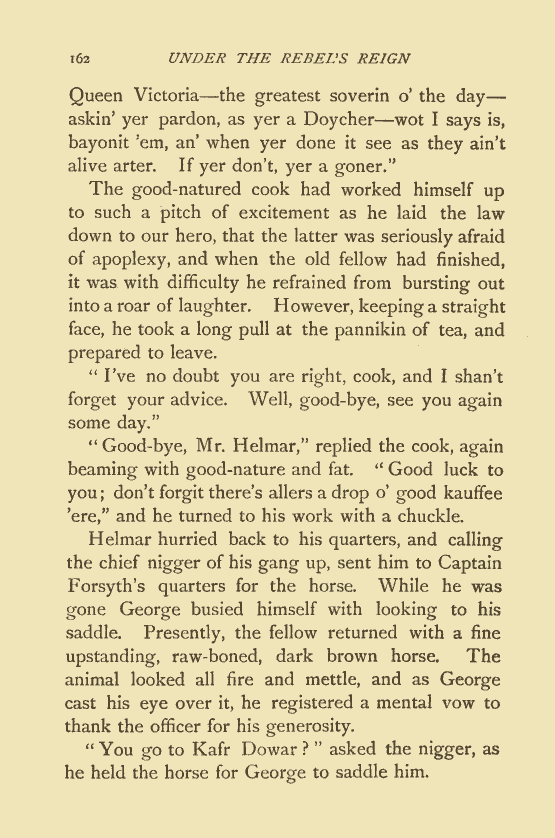 162 UNDER THE REBEL'S REIGN
Queen Victoria—the greatest soverin o' the day—
askin' yer pardon, as yer a Doycher—wot I says is,
bayonit 'em, an' when yer done it see as they ain't
alive arter. If yer don't, yer a goner."
The good-natured cook had worked himself up
to such a pitch of excitement as he laid the law
down to our hero, that the latter was seriously afraid
of apoplexy, and when the old fellow had finished,
it was with difficulty he refrained from bursting out
into a roar of laughter. However, keeping a straight
face, he took a long pull at the pannikin of tea, and
prepared to leave.
"I've no doubt you are right, cook, and I shan't
forget your advice. Well, good-bye, see you again
some day."
"Good-bye, Mr. Helmar," replied the cook, again
beaming with good-nature and fat. "Good luck to
you; don't forgit there's allers a drop o' good kauffee
'ere," and he turned to his work with a chuckle.
Helmar hurried back to his quarters, and calling
the chief nigger of his gang up, sent him to Captain
Forsyth's quarters for the horse. While he was
gone George busied himself with looking to his
saddle. Presently, the fellow returned with a fine
upstanding, raw-boned, dark brown horse. The
animal looked all fire and mettle, and as George
cast his eye over it, he registered a mental vow to
thank the officer for his generosity.
"You go to Kafr Dowar?" asked the nigger, as
he held the horse for George to saddle him.